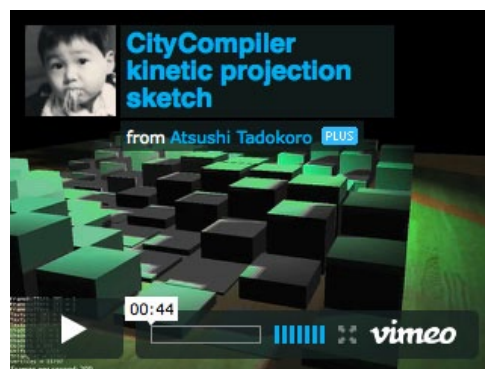 CityCompiler
kinetic projection
sketch
from Atsushi Tadokoro PLUS
00:44
vimeo